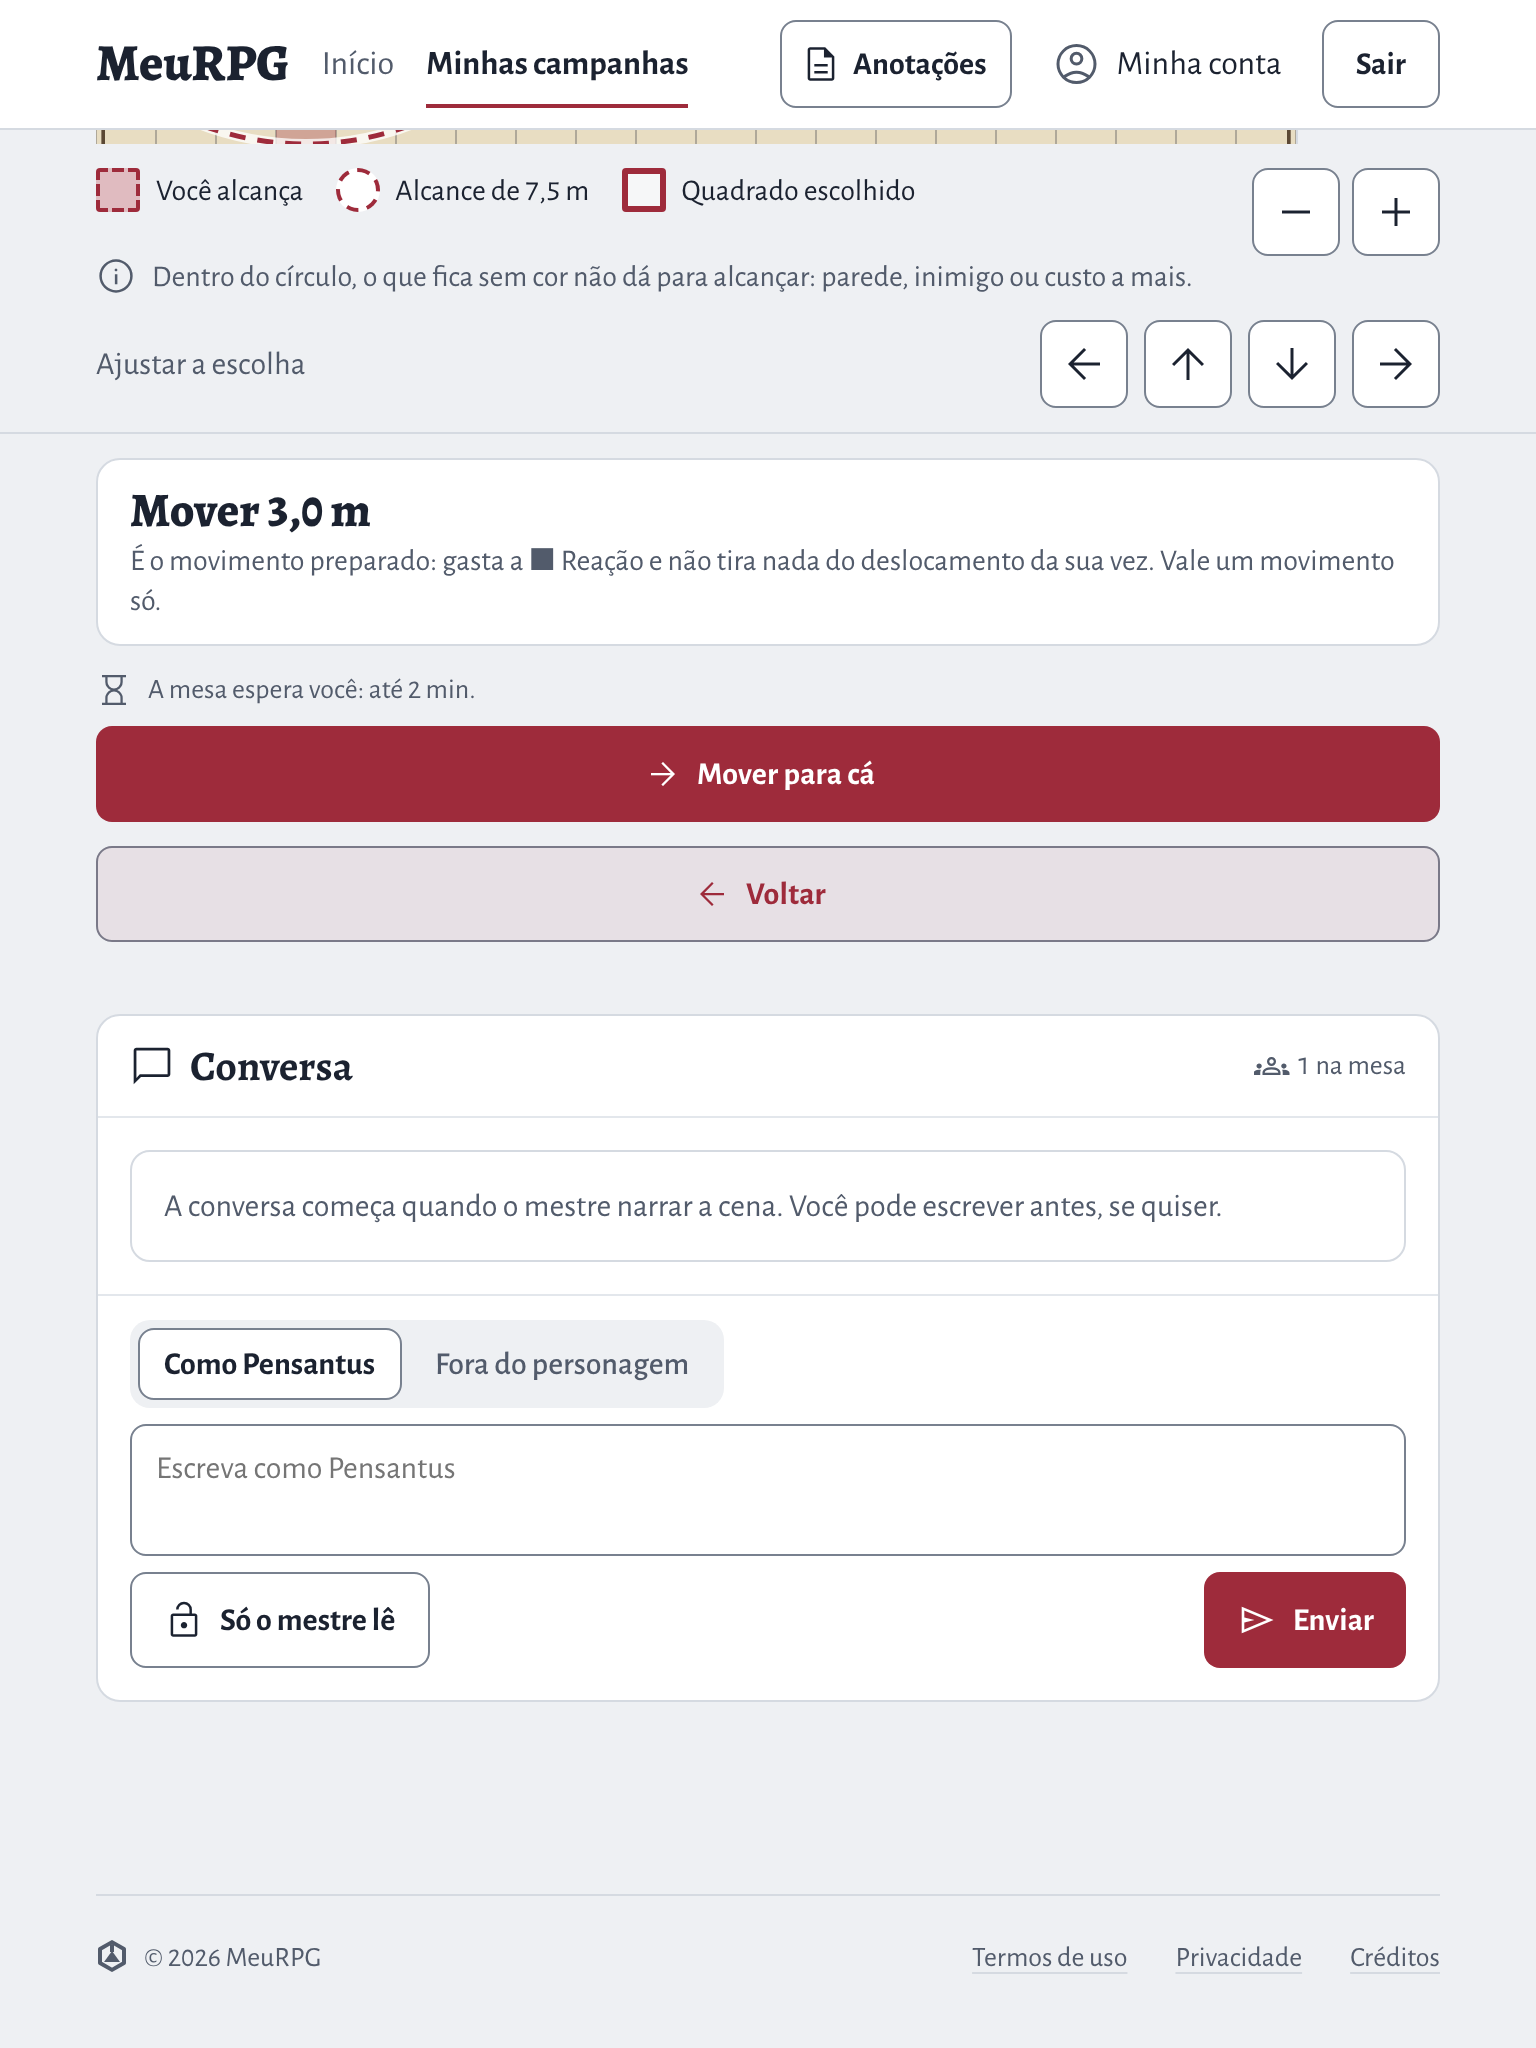 MeuRPG Início Minhas campanhas Anotações Minha conta Sair
Você alcança Alcance de 7,5 m Quadrado escolhido
Dentro do círculo, o que fica sem cor não dá para alcançar: parede, inimigo ou custo a mais.
Ajustar a escolha
Mover 3,0 m
É o movimento preparado: gasta a ■ Reação e não tira nada do deslocamento da sua vez. Vale um movimento
só.
A mesa espera você: até 2 min.
Mover para cá
Voltar
Conversa 1 na mesa
A conversa começa quando o mestre narrar a cena. Você pode escrever antes, se quiser.
Como Pensantus Fora do personagem
Escreva como Pensantus
Só o mestre lê Enviar
© 2026 MeuRPG Termos de uso Privacidade Créditos